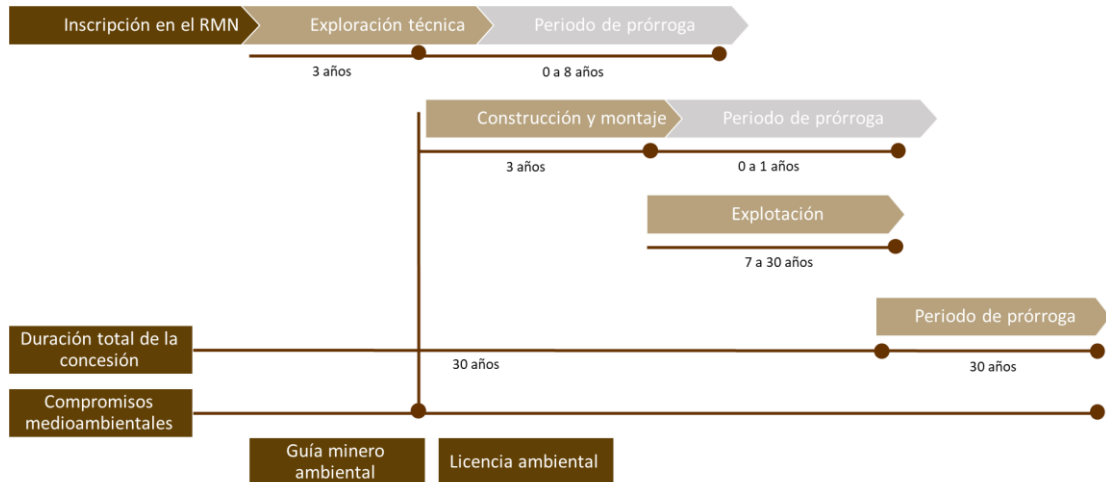 Inscripción en el RMN
Exploración técnica
Periodo de prórroga
3 años
0 a 8 años
Construcción y montaje
Periodo de prórroga
3 años
0 a 1 años
Explotación
7 a 30 años
Periodo de prórroga
Duración total de la
concesión
30 años
30 años
Compromisos
medioambientales
Guía minero
ambiental
Licencia ambiental